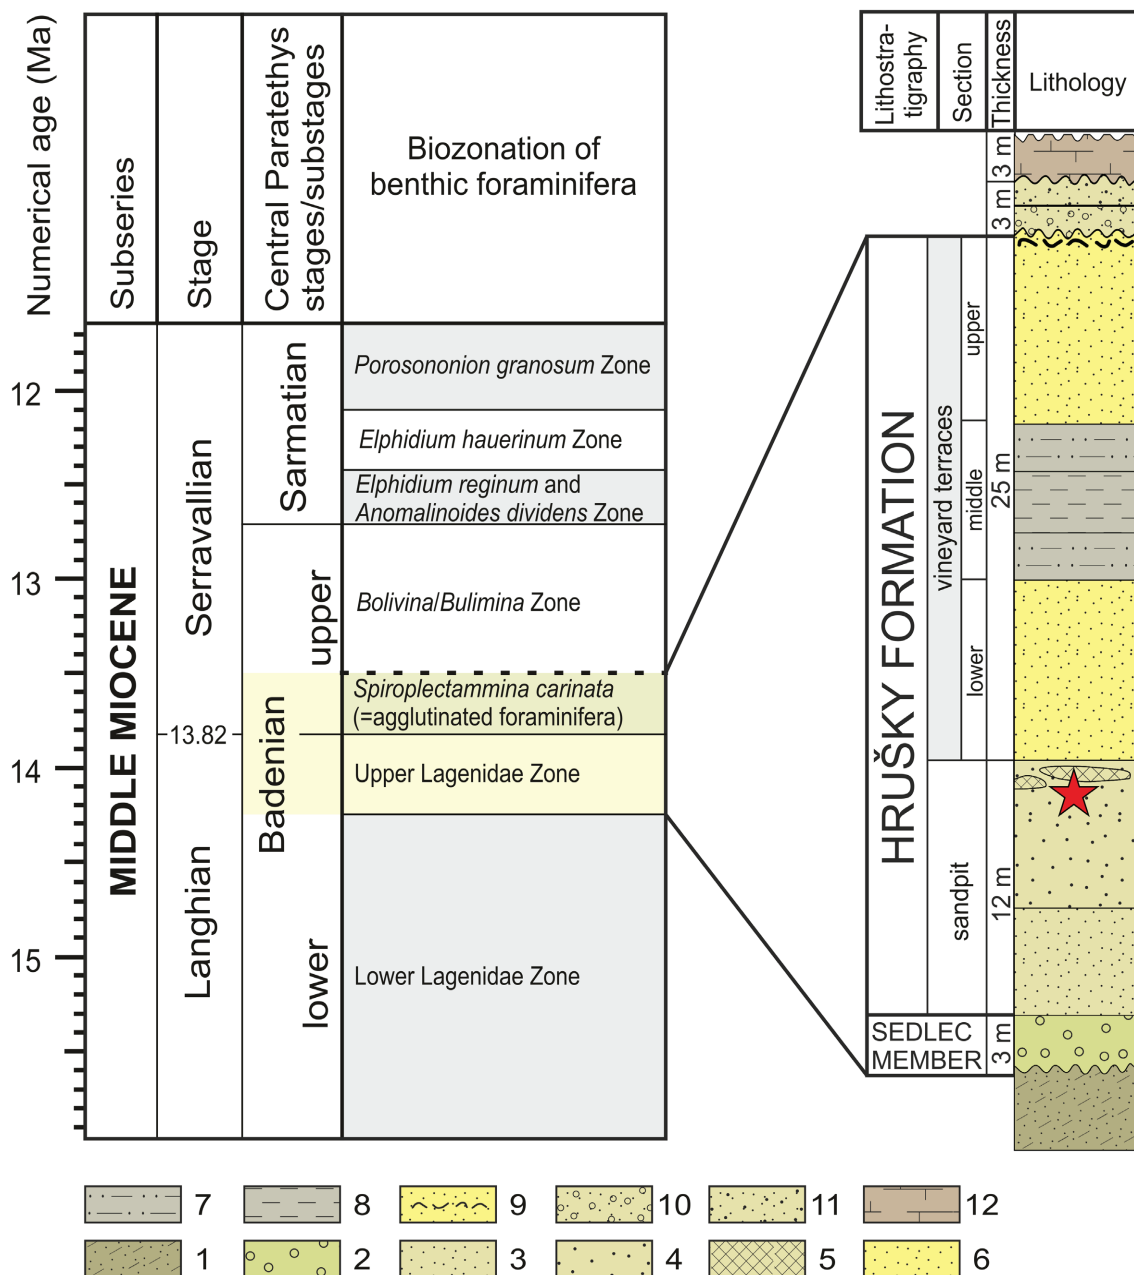 Numerical age (Ma)
Subseries
Stage
Central Paratethys
stages/substages
Biozonation of
benthic foraminifera
12
13
14
15
MIDDLE MIOCENE
Serravallian
13.82
Langhian
Sarmatian
upper
Badenian
lower
Porosononion granosum Zone
Elphidium hauerinum Zone
Elphidium reginum and
Anomalinoides dividens Zone
Bolivina/Bulimina Zone
Spiroplectammina carinata
(=agglutinated foraminifera)
Upper Lagenidae Zone
Lower Lagenidae Zone
Lithostra-
tigraphy
Section
Thickness
Lithology
3 m
3 m
HRUŠKY FORMATION
vineyard terraces
upper
middle
lower
25 m
sandpit
12 m
SEDLEC
MEMBER
3 m
7
8
9
10
11
12
1
2
3
4
5
6